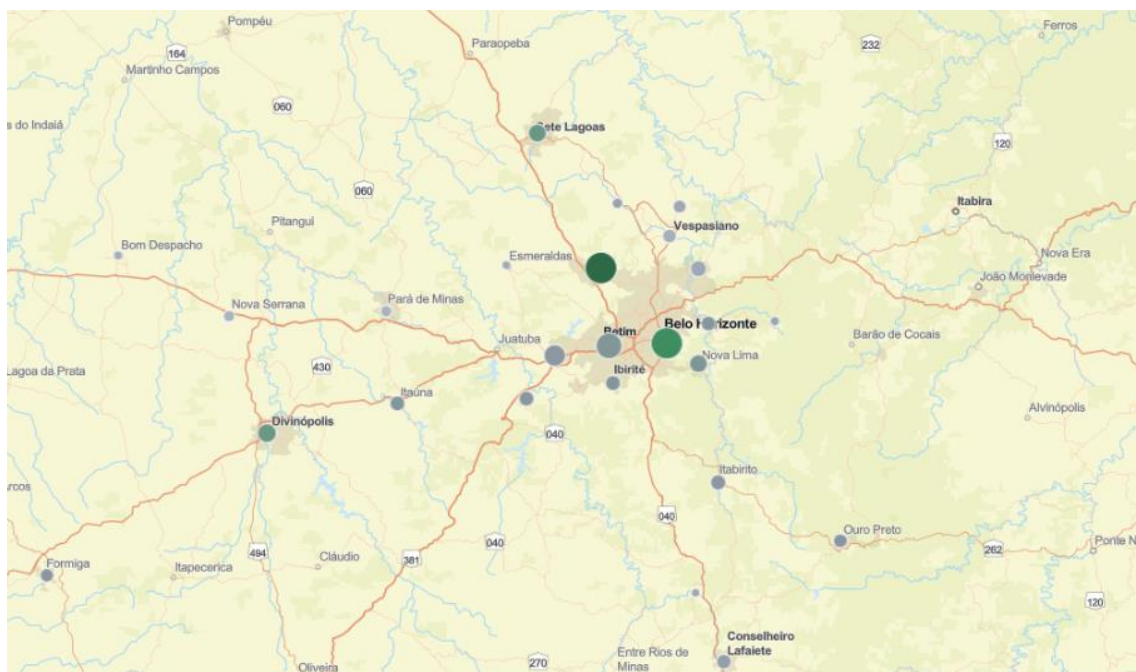 Pompéu
Ferros
164
Paraopeba
232
Martinho Campos
060
s do Indaiá
Sete Lagoas
120
060
Itabira
Pitangui
Vespasiano
Bom Despacho
Esmeraldas
Nova Era
João Monlevade
Nova Serrana
Pará de Minas
Betim
Belo Horizonte
Juatuba
Barão de Cocais
Nova Lima
430
Ibirité
Lagoa da Prata
Itaúna
Divinópolis
Alvinópolis
040
Itabirito
Arcos
040
Ouro Preto
040
262
Ponte N
494
381
Cláudio
Formiga
Itapecerica
120
Conselheiro
Lafaiete
Entre Rios de
Minas
270
Oliveira